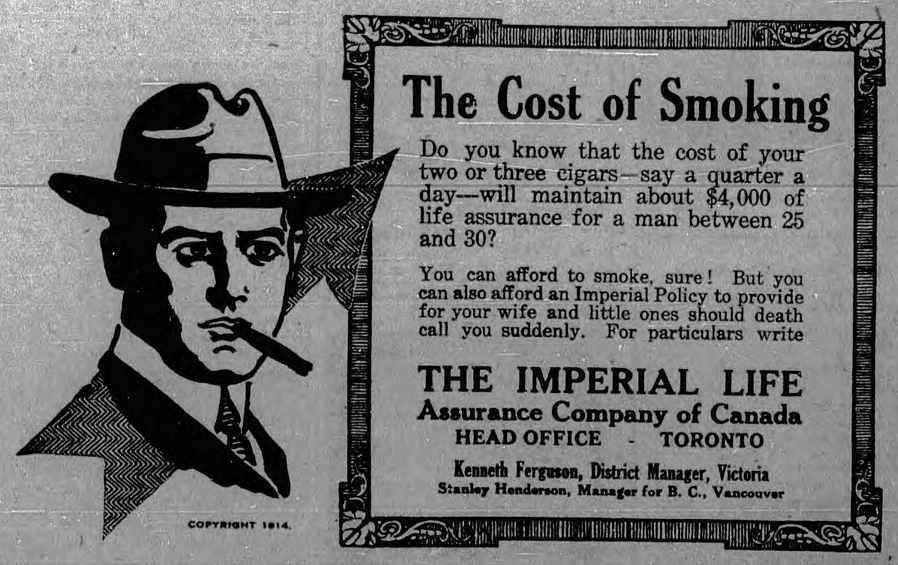 The Cost of Smoking
Do you know that the cost of your
two or three cigars—say a quarter a
day—will maintain about $4,000 of
life assurance for a man between 25
and 30?
You can afford to smoke, sure! But you
can also afford an Imperial Policy to provide
for your wife and little ones should death
call you suddenly. For particulars write
THE IMPERIAL LIFE
Assurance Company of Canada
HEAD OFFICE - TORONTO
Kenneth Ferguson, District Manager, Victoria
Stanley Henderson, Manager for B. C., Vancouver
COPYRIGHT 1914.